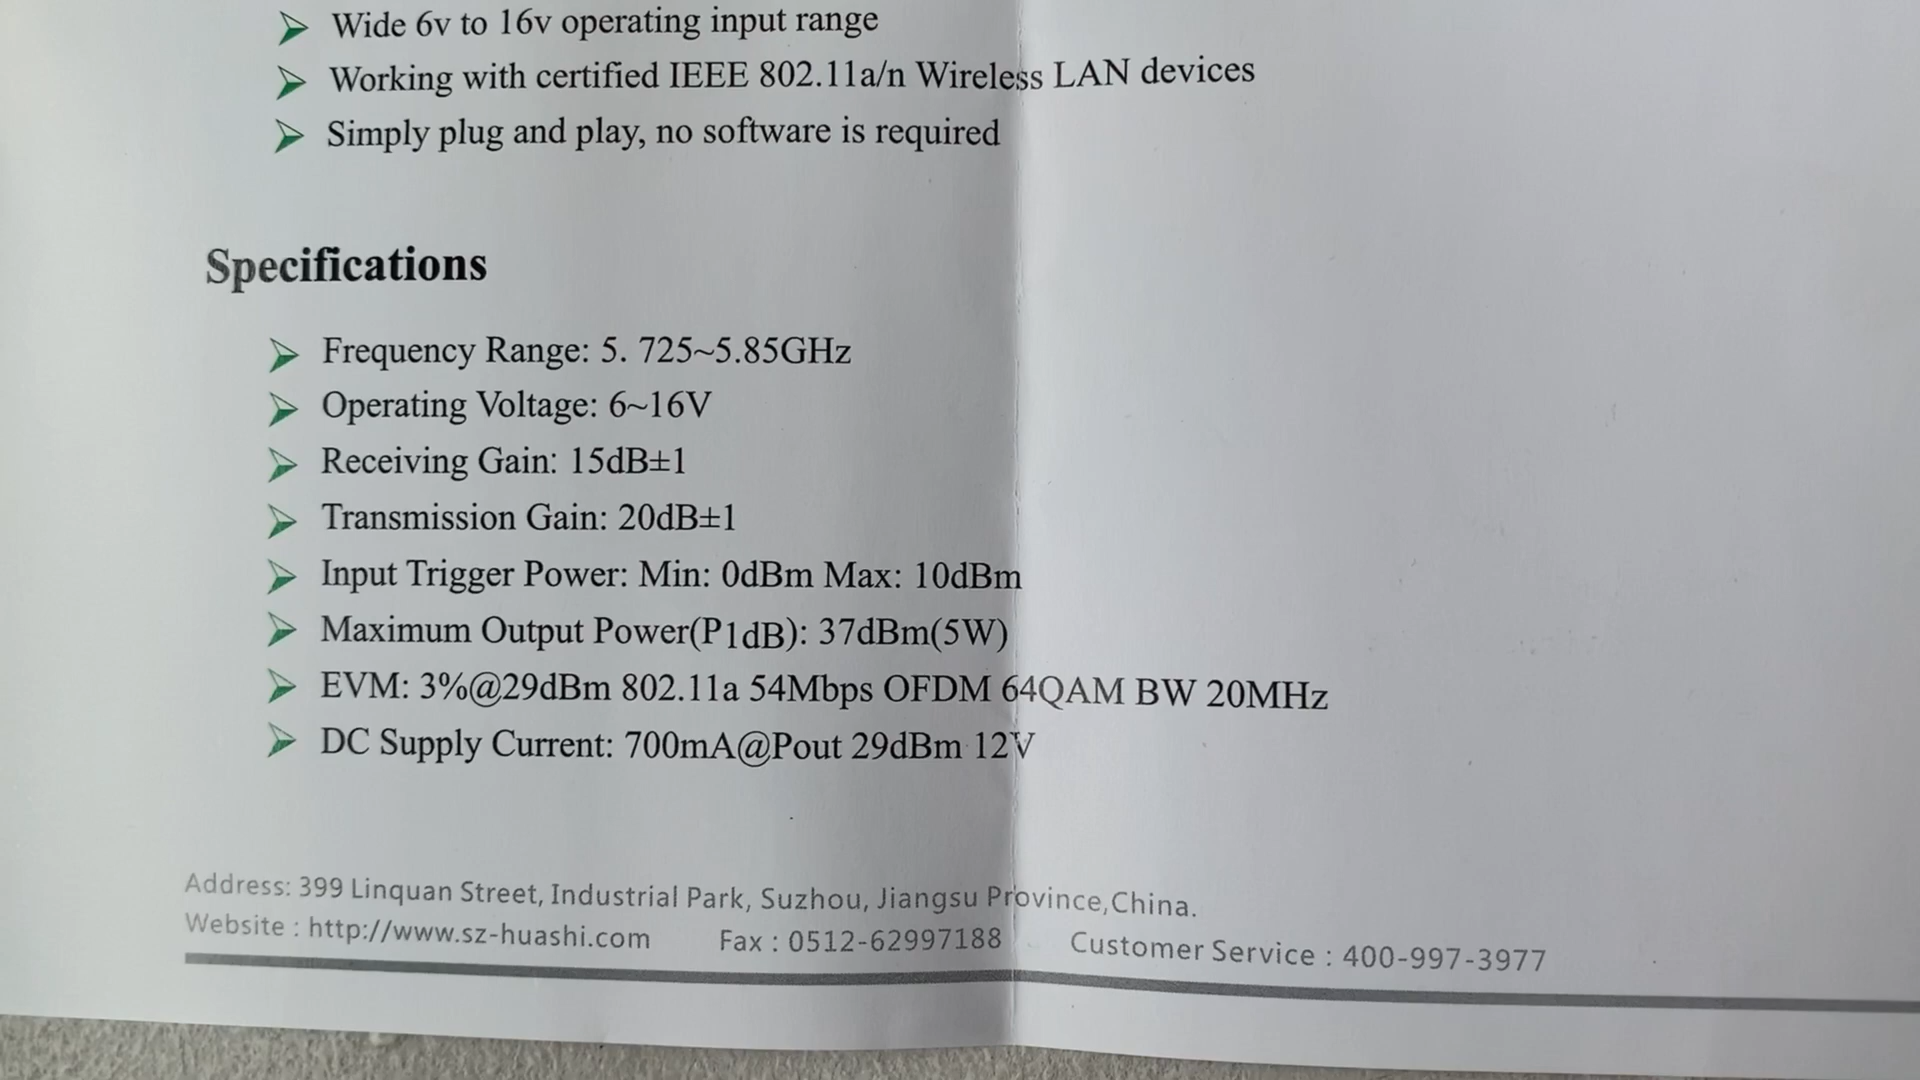 Wide 6v to 16v operating input range
Working with certified IEEE 802.11a/n Wireless LAN devices
Simply plug and play, no software is required
Specifications
Frequency Range: 5. 725~5.85GHz
Operating Voltage: 6~16V
Receiving Gain: 15dB±1
Transmission Gain: 20dB±1
Input Trigger Power: Min: 0dBm Max: 10dBm
Maximum Output Power(P1dB): 37dBm(5W)
EVM: 3%@29dBm 802.11a 54Mbps OFDM 64QAM BW 20MHz
DC Supply Current: 700mA@Pout 29dBm 12V
Address: 399 Linquan Street, Industrial Park, Suzhou, Jiangsu Province,China.
Website : http://www.sz-huashi.com Fax : 0512-62997188 Customer Service : 400-997-3977